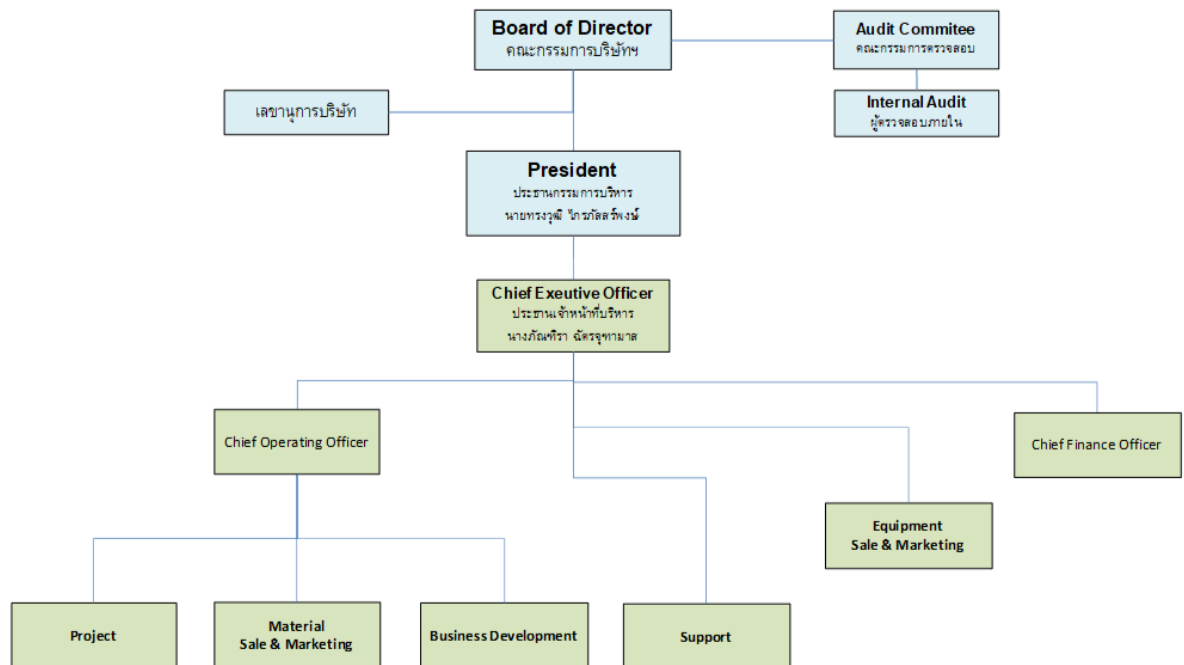 Board of Director
คณะกรรมการบริษัทฯ
Audit Commitee
คณะกรรมการตรวจสอบ
Internal Audit
ผู้ตรวจสอบภายใน
เลขานุการบริษัท
President
ประธานกรรมการบริหาร
นายทรงวุฒิ ไกรภัสสร์พงษ์
Chief Exeutive Officer
ประธานเจ้าหน้าที่บริหาร
นางภัณฑิรา ฉัตรจุฑามาส
Chief Operating Officer
Chief Finance Officer
Equipment
Sale & Marketing
Project
Material
Sale & Marketing
Business Development
Support